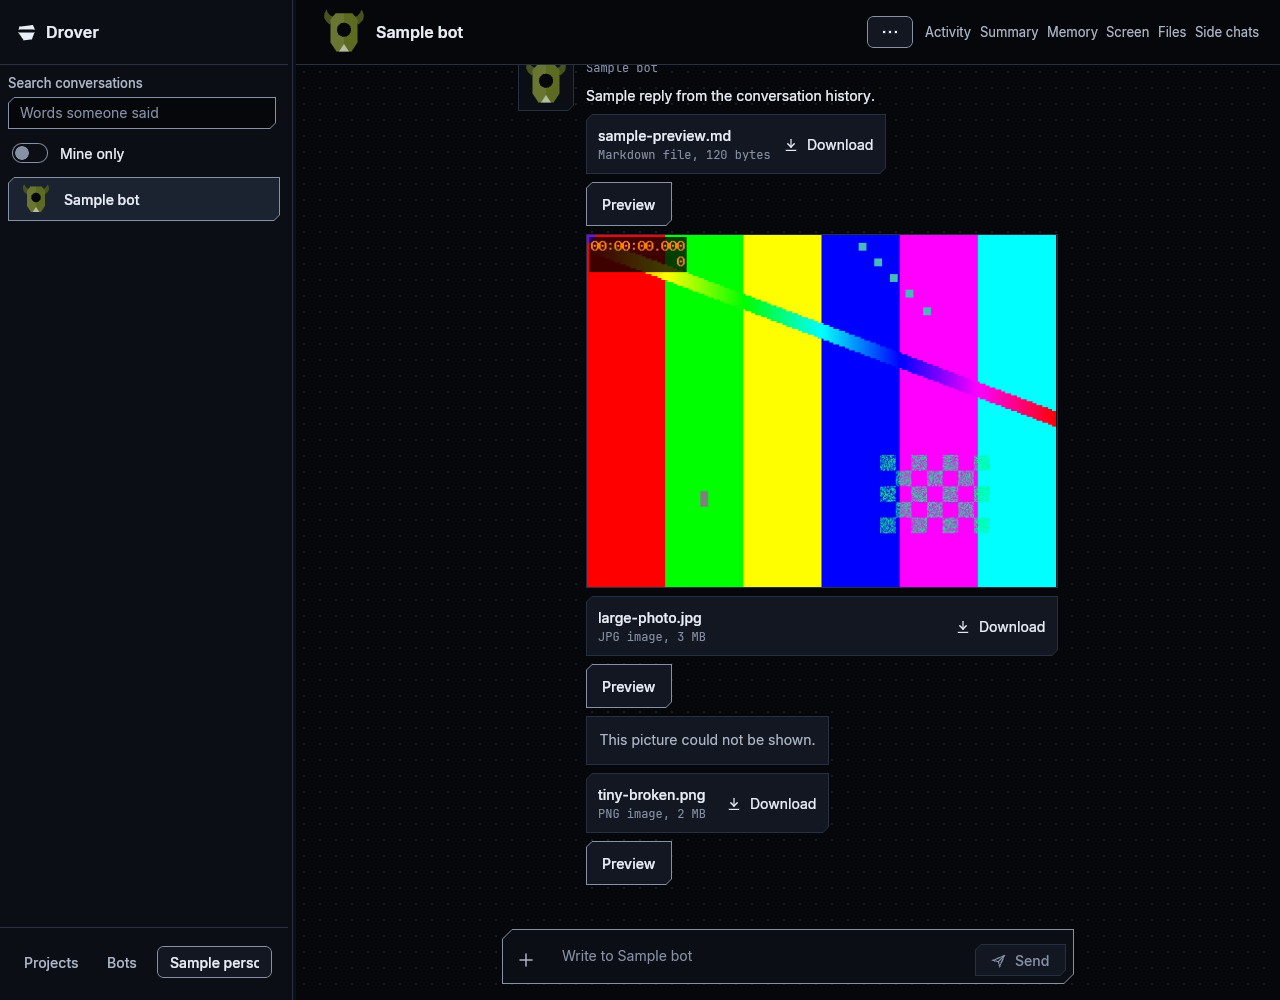 Drover
Search conversations
Words someone said
Mine only
Sample bot
Projects
Bots
Sample bot
Activity
Summary
Memory
Screen
Files
Side chats
Sample bot
Sample reply from the conversation history.
sample-preview.md
Markdown file, 120 bytes
Download
Preview
00:00:00.000
0
large-photo.jpg
JPG image, 3 MB
Download
Preview
This picture could not be shown.
tiny-broken.png
PNG image, 2 MB
Download
Preview
Write to Sample bot
Send